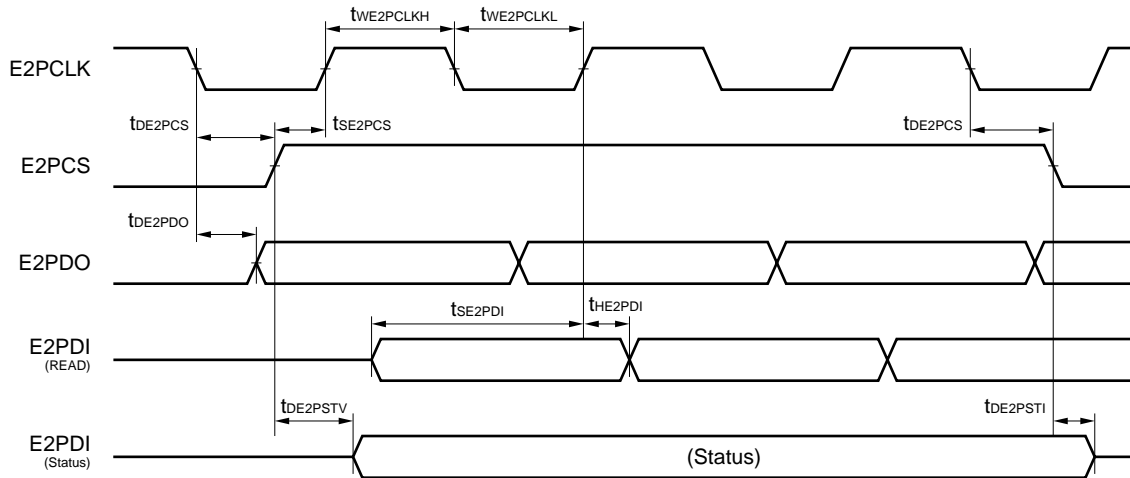 tWE2PCLKH tWE2PCLKL
E2PCLK
tDE2PCS tSE2PCS tDE2PCS
E2PCS
tDE2PDO
E2PDO
tSE2PDI tHE2PDI
E2PDI
(READ)
tDE2PSTV tDE2PSTI
E2PDI
(Status)
(Status)